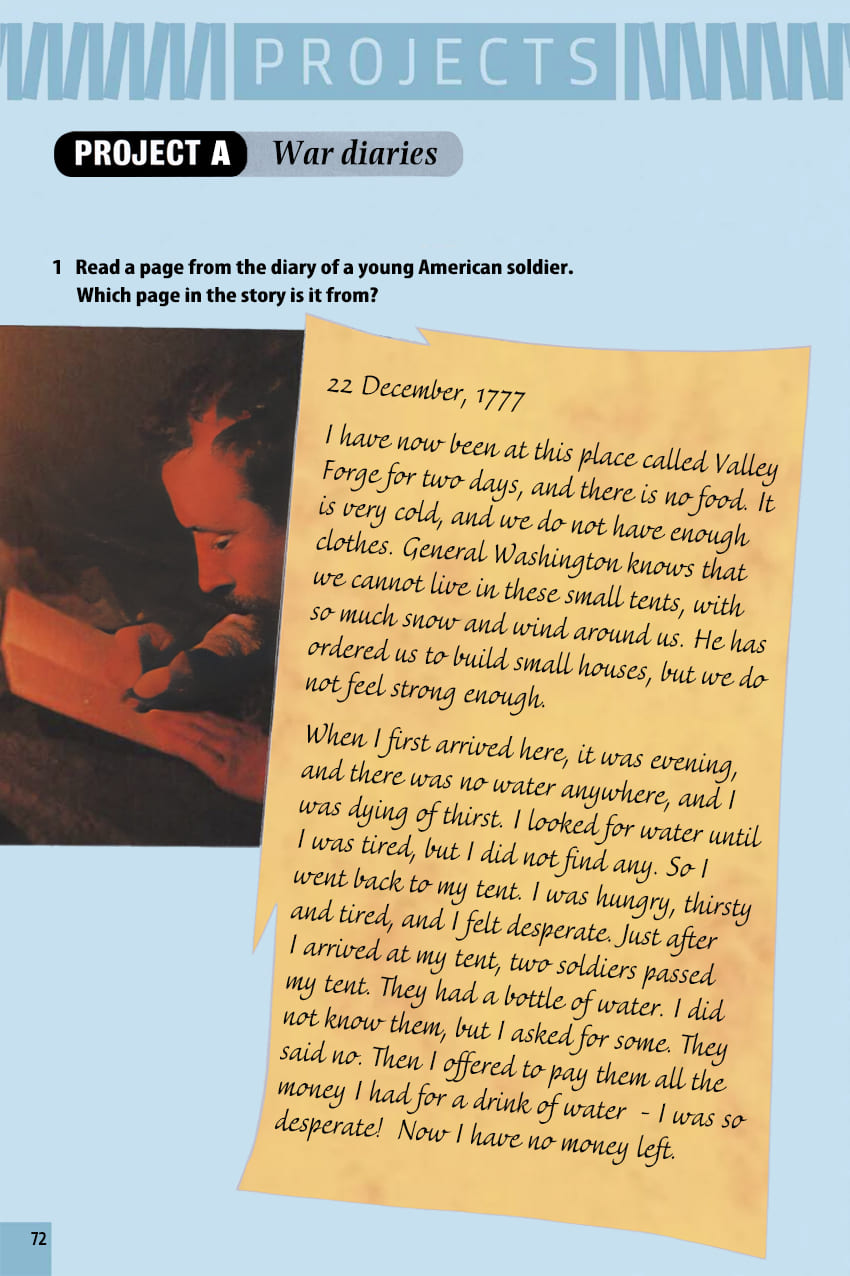 PROJECTS
PROJECT A War diaries
1 Read a page from the diary of a young American soldier.
Which page in the story is it from?
22 December, 1777
I have now been at this place called Valley
Forge for two days, and there is no food. It
is very cold, and we do not have enough
clothes. General Washington knows that
we cannot live in these small tents, with
so much snow and wind around us. He has
ordered us to build small houses, but we do
not feel strong enough.
When I first arrived here, it was evening,
and there was no water anywhere, and I
was dying of thirst. I looked for water until
I was tired, but I did not find any. So I
went back to my tent. I was hungry, thirsty
and tired, and I felt desperate. Just after
I arrived at my tent, two soldiers passed
my tent. They had a bottle of water. I did
not know them, but I asked for some. They
said no. Then I offered to pay them all the
money I had for a drink of water - I was so
desperate! Now I have no money left.
72